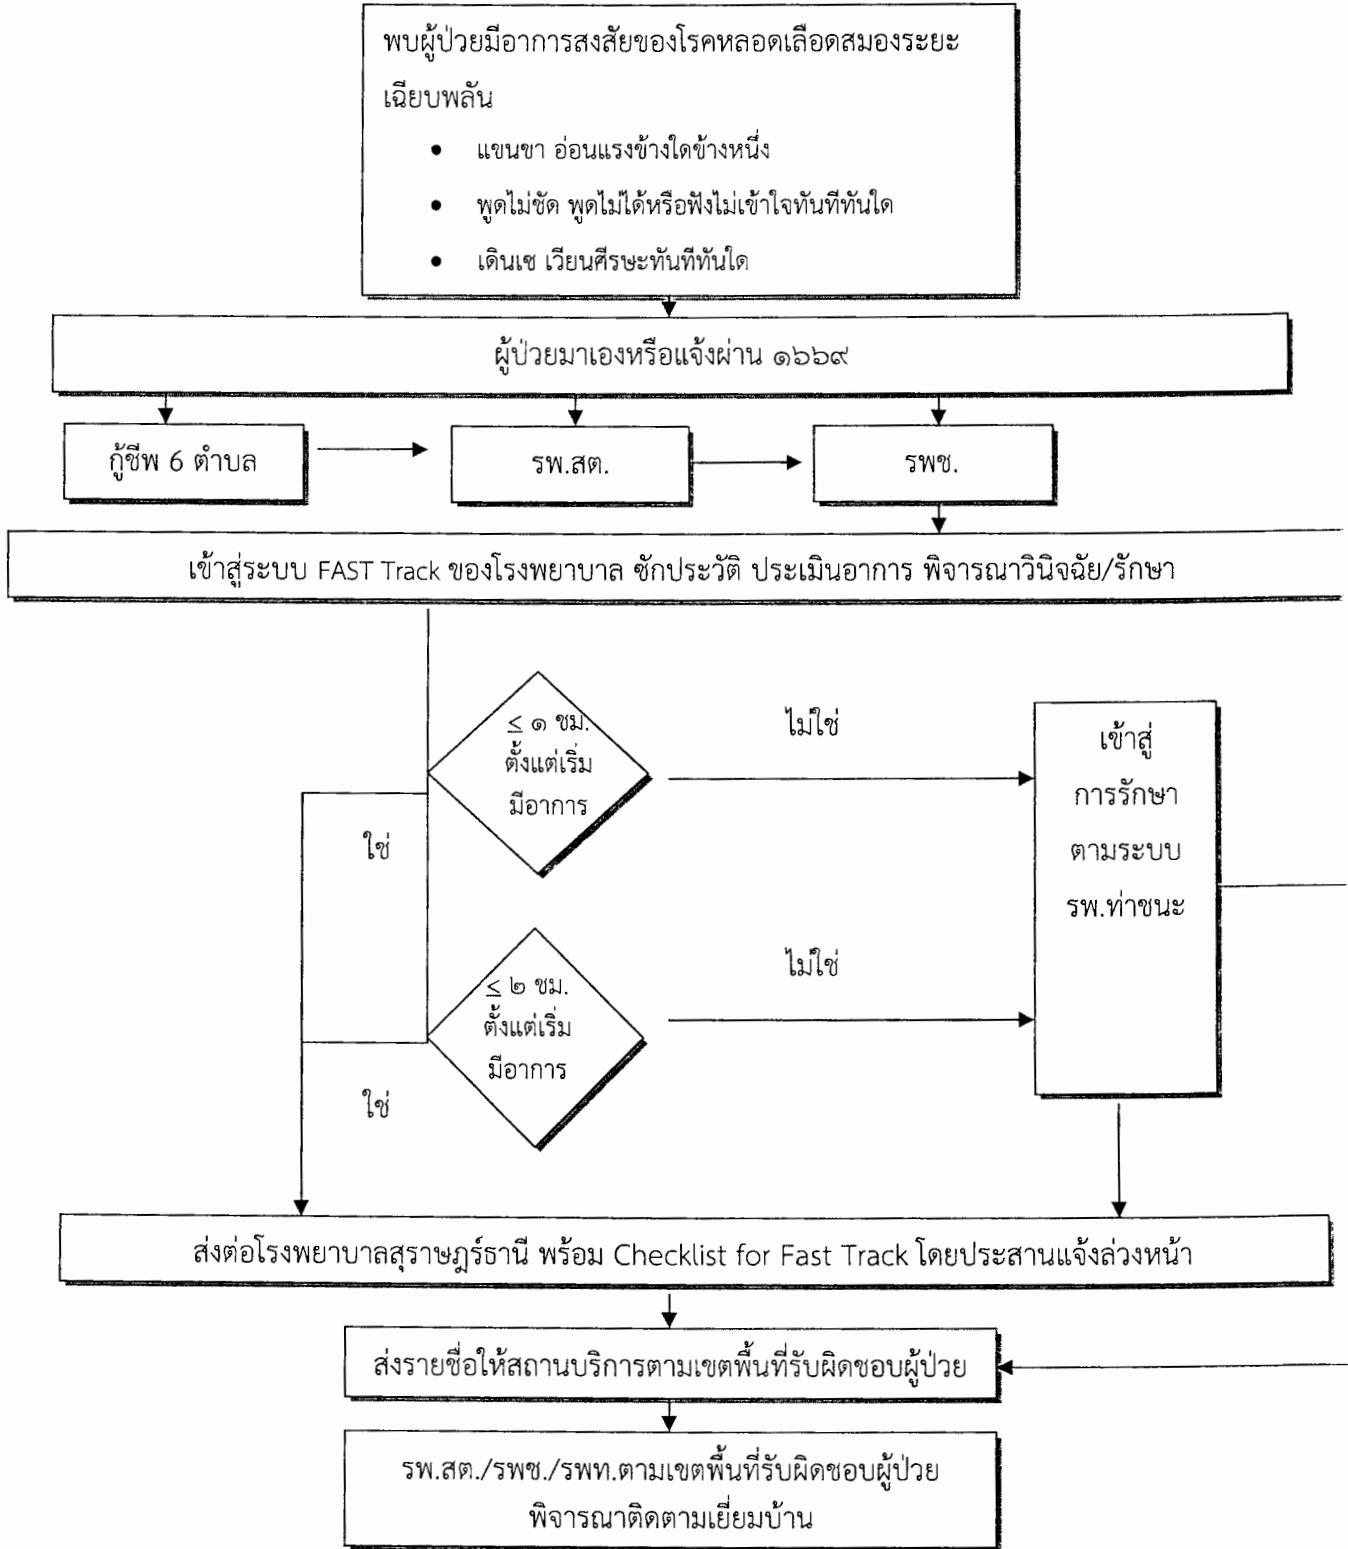 พบผู้ป่วยมีอาการสงสัยของโรคหลอดเลือดสมองระยะ
เฉียบพลัน
• แขนขา อ่อนแรงข้างใดข้างหนึ่ง
• พูดไม่ชัด พูดไม่ได้หรือฟังไม่เข้าใจทันทีทันใด
• เดินเซ เวียนศีรษะทันทีทันใด
ผู้ป่วยมาเองหรือแจ้งผ่าน ๑๖๖๙
กู้ชีพ 6 ตำบล
รพ.สต.
รพช.
เข้าสู่ระบบ FAST Track ของโรงพยาบาล ซักประวัติ ประเมินอาการ พิจารณาวินิจฉัย/รักษา
≤ ๑ ชม.
ตั้งแต่เริ่ม
มีอาการ
ไม่ใช่
ใช่
เข้าสู่
การรักษา
ตามระบบ
รพ.ท่าชนะ
≤ ๒ ชม.
ตั้งแต่เริ่ม
มีอาการ
ไม่ใช่
ใช่
ส่งต่อโรงพยาบาลสุราษฎร์ธานี พร้อม Checklist for Fast Track โดยประสานแจ้งล่วงหน้า
ส่งรายชื่อให้สถานบริการตามเขตพื้นที่รับผิดชอบผู้ป่วย
รพ.สต./รพช./รพท.ตามเขตพื้นที่รับผิดชอบผู้ป่วย
พิจารณาติดตามเยี่ยมบ้าน